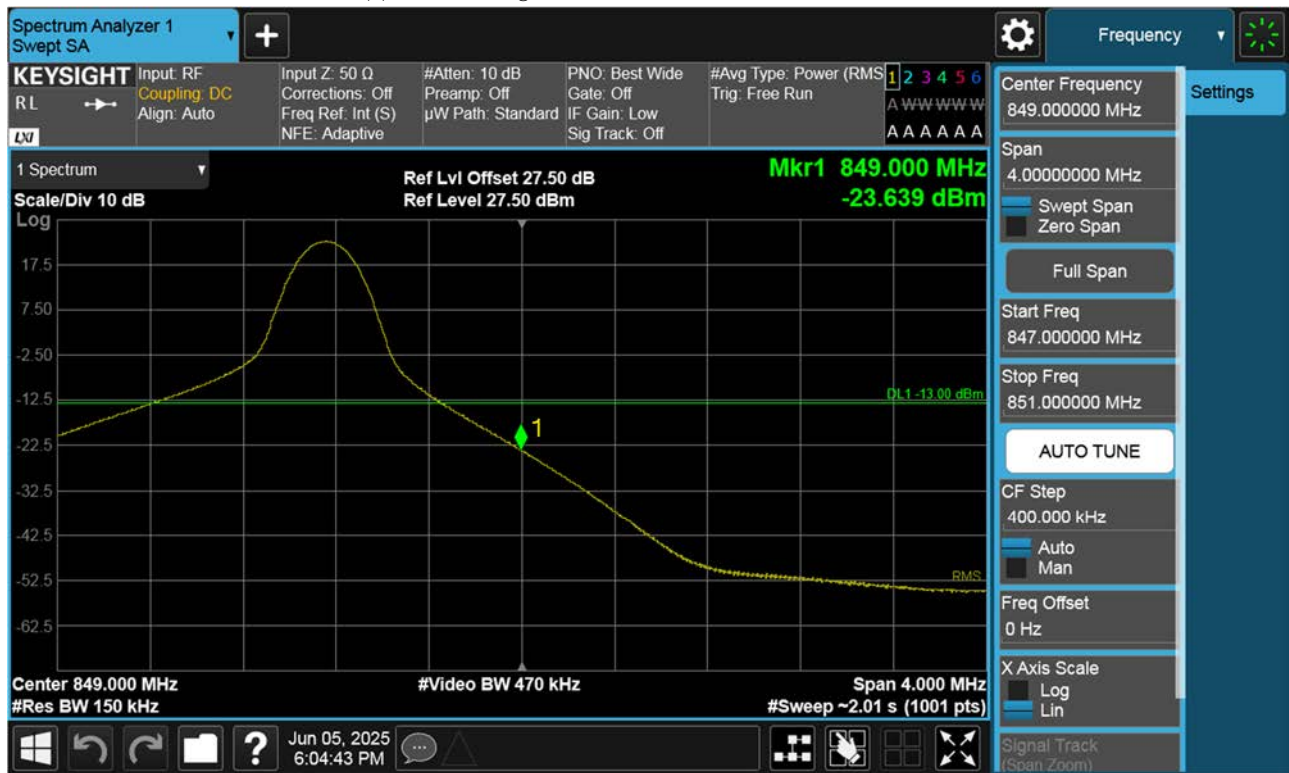 Spectrum Analyzer 1
Swept SA
+
Frequency
KEYSIGHT
R L
LXI
Input: RF
Coupling: DC
Align: Auto
Input Z: 50 Ω
Corrections: Off
Freq Ref: Int (S)
NFE: Adaptive
#Atten: 10 dB
Preamp: Off
µW Path: Standard
PNO: Best Wide
Gate: Off
IF Gain: Low
Sig Track: Off
#Avg Type: Power (RMS
Trig: Free Run
1 2 3 4 5 6
A W W W W W
A A A A A A
1 Spectrum
Scale/Div 10 dB
Log
Ref Lvl Offset 27.50 dB
Ref Level 27.50 dBm
Mkr1 849.000 MHz
-23.639 dBm
17.5
7.50
-2.50
-12.5
-22.5
-32.5
-42.5
-52.5
-62.5
DL1 -13.00 dBm
1
RMS
Center 849.000 MHz
#Res BW 150 kHz
#Video BW 470 kHz
Span 4.000 MHz
#Sweep ~2.01 s (1001 pts)
Center Frequency
849.000000 MHz
Settings
Span
4.00000000 MHz
Swept Span
Zero Span
Full Span
Start Freq
847.000000 MHz
Stop Freq
851.000000 MHz
AUTO TUNE
CF Step
400.000 kHz
Auto
Man
Freq Offset
0 Hz
X Axis Scale
Log
Lin
Signal Track
(Span Zoom)
?
Jun 05, 2025
6:04:43 PM